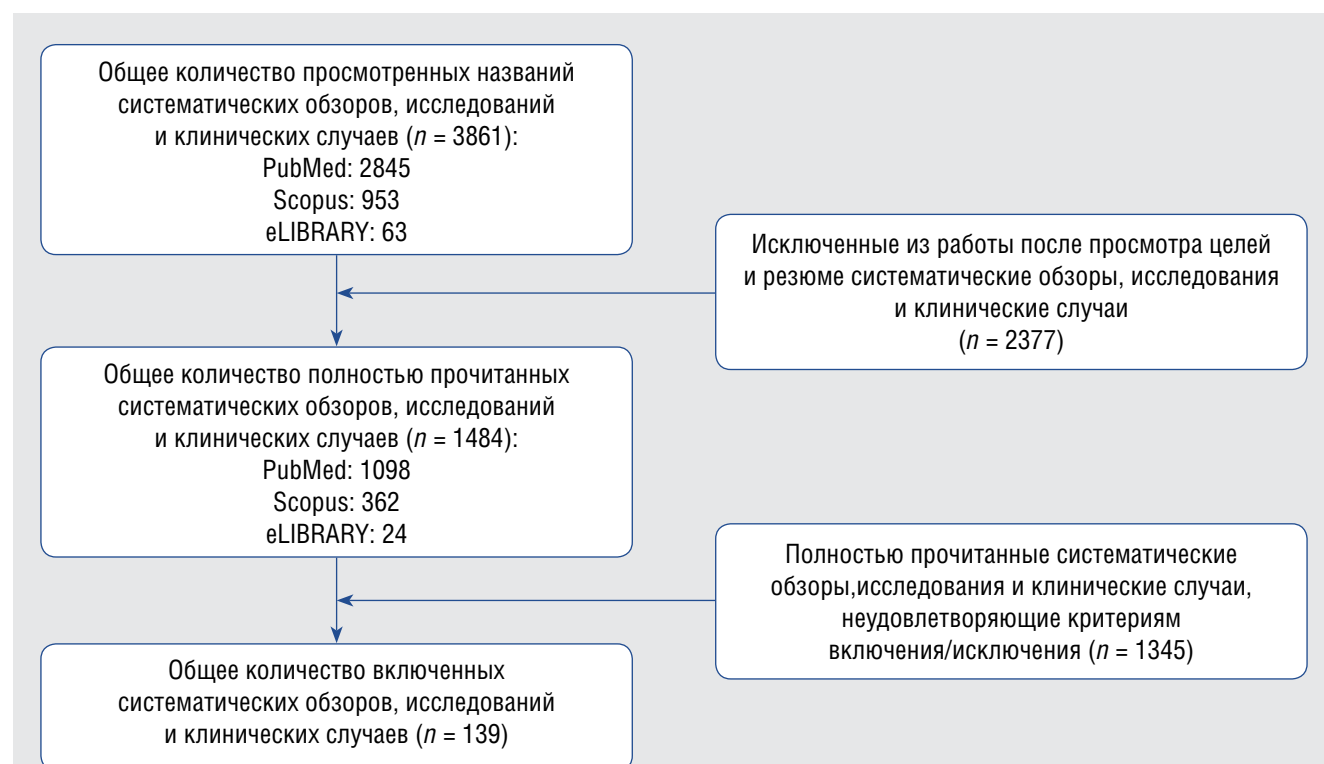 Общее количество просмотренных названий
систематических обзоров, исследований
и клинических случаев (n = 3861):
PubMed: 2845
Scopus: 953
eLIBRARY: 63
Исключенные из работы после просмотра целей
и резюме систематические обзоры, исследования
и клинические случаи
(n = 2377)
Общее количество полностью прочитанных
систематических обзоров, исследований
и клинических случаев (n = 1484):
PubMed: 1098
Scopus: 362
eLIBRARY: 24
Полностью прочитанные систематические
обзоры,исследования и клинические случаи,
неудовлетворяющие критериям
включения/исключения (n = 1345)
Общее количество включенных
систематических обзоров, исследований
и клинических случаев (n = 139)